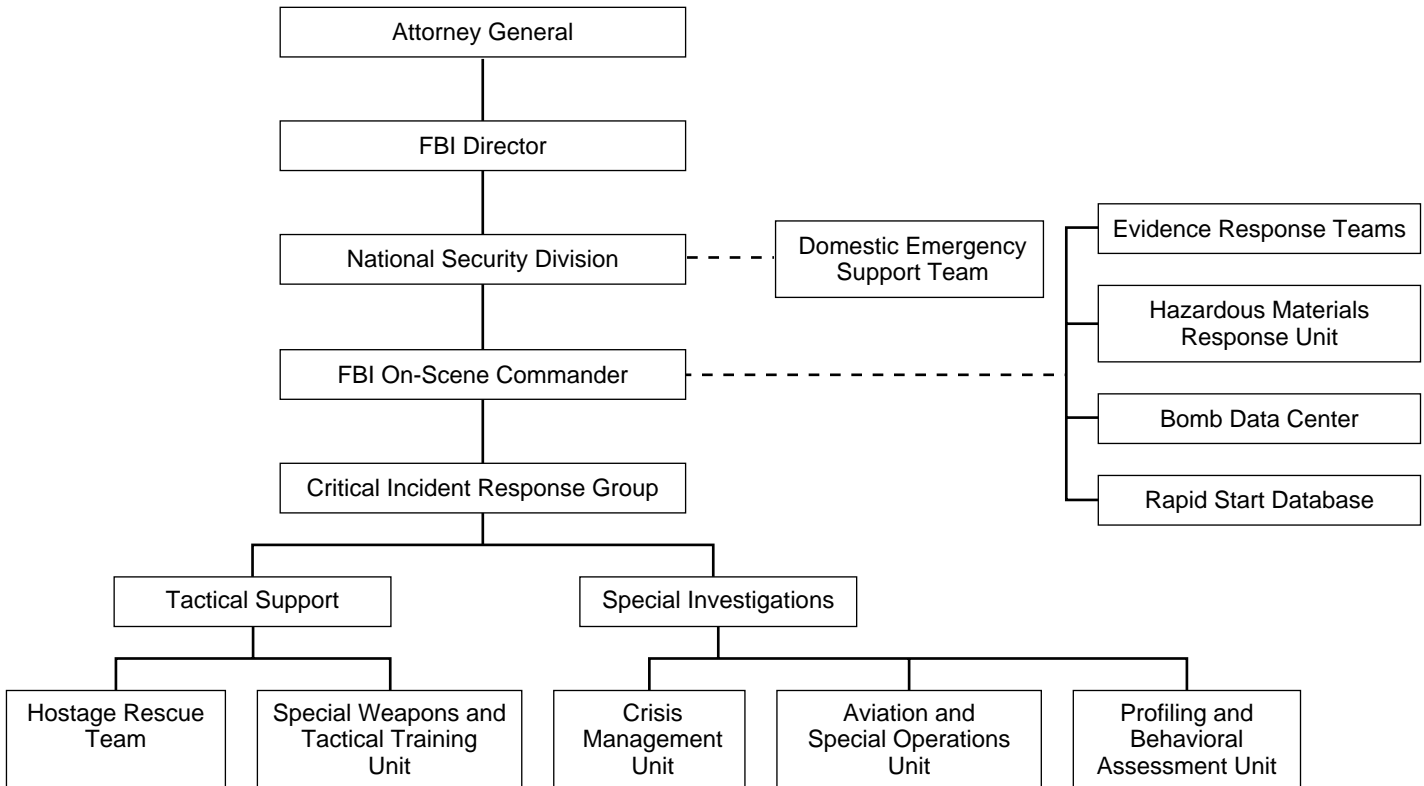 Attorney General
FBI Director
National Security Division
Domestic Emergency
Support Team
Evidence Response Teams
Hazardous Materials
Response Unit
FBI On-Scene Commander
Bomb Data Center
Critical Incident Response Group
Rapid Start Database
Tactical Support
Special Investigations
Hostage Rescue
Team
Special Weapons and
Tactical Training
Unit
Crisis
Management
Unit
Aviation and
Special Operations
Unit
Profiling and
Behavioral
Assessment Unit